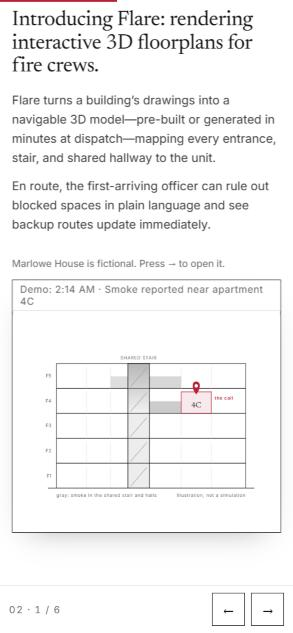 Introducing Flare: rendering
interactive 3D floorplans for
fire crews.
Flare turns a building's drawings into a
navigable 3D model—pre-built or generated in
minutes at dispatch—mapping every entrance,
stair, and shared hallway to the unit.
En route, the first-arriving officer can rule out
blocked spaces in plain language and see
backup routes update immediately.
Marlowe House is fictional. Press → to open it.
Demo: 2:14 AM · Smoke reported near apartment
4C
SHARED STAIR
F5
F4
4C
the call
F3
F2
F1
gray: smoke in the shared stair and halls
Illustration, not a simulation
02 · 1 / 6
← →